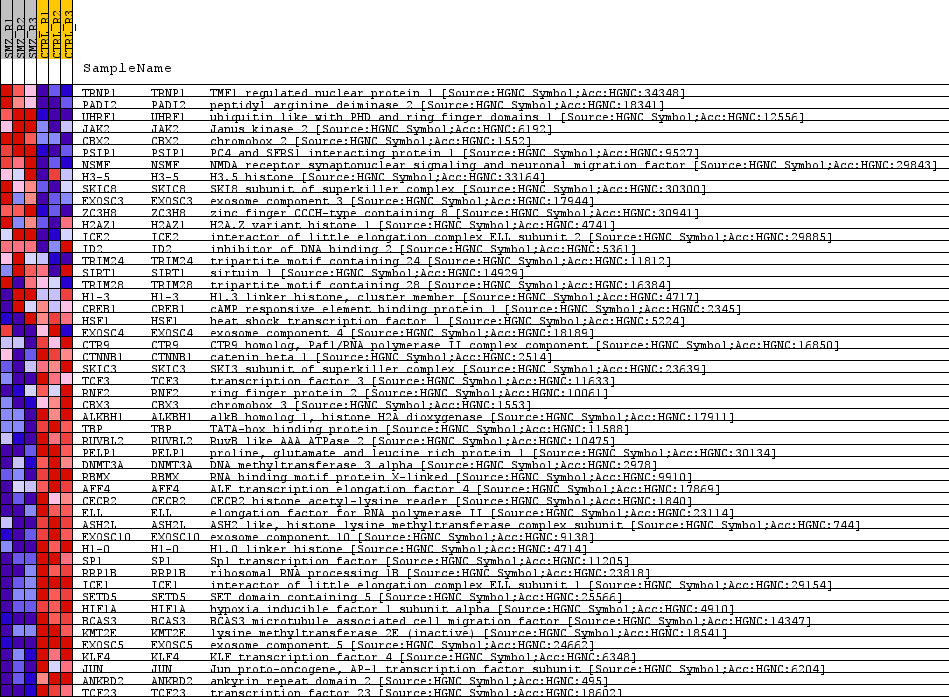 SMZ_R1
SMZ_R2
SMZ_R3
CTRL_R1
CTRL_R2
CTRL_R3
SampleName
TRNP1 TRNP1 TMF1 regulated nuclear protein 1 [Source:HGNC Symbol;Acc:HGNC:34348]
PADI2 PADI2 peptidyl arginine deiminase 2 [Source:HGNC Symbol;Acc:HGNC:18341]
UHRF1 UHRF1 ubiquitin like with PHD and ring finger domains 1 [Source:HGNC Symbol;Acc:HGNC:12556]
JAK2 JAK2 Janus kinase 2 [Source:HGNC Symbol;Acc:HGNC:6192]
CBX2 CBX2 chromobox 2 [Source:HGNC Symbol;Acc:HGNC:1552]
PSIP1 PSIP1 PC4 and SFRS1 interacting protein 1 [Source:HGNC Symbol;Acc:HGNC:9527]
NSMF NSMF NMDA receptor synaptonuclear signaling and neuronal migration factor [Source:HGNC Symbol;Acc:HGNC:29843]
H3-5 H3-5 H3.5 histone [Source:HGNC Symbol;Acc:HGNC:33164]
SKIC8 SKIC8 SKI8 subunit of superkiller complex [Source:HGNC Symbol;Acc:HGNC:30300]
EXOSC3 EXOSC3 exosome component 3 [Source:HGNC Symbol;Acc:HGNC:17944]
ZC3H8 ZC3H8 zinc finger CCCH-type containing 8 [Source:HGNC Symbol;Acc:HGNC:30941]
H2AZ1 H2AZ1 H2A.Z variant histone 1 [Source:HGNC Symbol;Acc:HGNC:4741]
ICE2 ICE2 interactor of little elongation complex ELL subunit 2 [Source:HGNC Symbol;Acc:HGNC:29885]
ID2 ID2 inhibitor of DNA binding 2 [Source:HGNC Symbol;Acc:HGNC:5361]
TRIM24 TRIM24 tripartite motif containing 24 [Source:HGNC Symbol;Acc:HGNC:11812]
SIRT1 SIRT1 sirtuin 1 [Source:HGNC Symbol;Acc:HGNC:14929]
TRIM28 TRIM28 tripartite motif containing 28 [Source:HGNC Symbol;Acc:HGNC:16384]
H1-3 H1-3 H1.3 linker histone, cluster member [Source:HGNC Symbol;Acc:HGNC:4717]
CREB1 CREB1 cAMP responsive element binding protein 1 [Source:HGNC Symbol;Acc:HGNC:2345]
HSF1 HSF1 heat shock transcription factor 1 [Source:HGNC Symbol;Acc:HGNC:5224]
EXOSC4 EXOSC4 exosome component 4 [Source:HGNC Symbol;Acc:HGNC:18189]
CTR9 CTR9 CTR9 homolog, Paf1/RNA polymerase II complex component [Source:HGNC Symbol;Acc:HGNC:16850]
CTNNB1 CTNNB1 catenin beta 1 [Source:HGNC Symbol;Acc:HGNC:2514]
SKIC3 SKIC3 SKI3 subunit of superkiller complex [Source:HGNC Symbol;Acc:HGNC:23639]
TCF3 TCF3 transcription factor 3 [Source:HGNC Symbol;Acc:HGNC:11633]
RNF2 RNF2 ring finger protein 2 [Source:HGNC Symbol;Acc:HGNC:10061]
CBX3 CBX3 chromobox 3 [Source:HGNC Symbol;Acc:HGNC:1553]
ALKBH1 ALKBH1 alkB homolog 1, histone H2A dioxygenase [Source:HGNC Symbol;Acc:HGNC:17911]
TBP TBP TATA-box binding protein [Source:HGNC Symbol;Acc:HGNC:11588]
RUVBL2 RUVBL2 RuvB like AAA ATPase 2 [Source:HGNC Symbol;Acc:HGNC:10475]
PELP1 PELP1 proline, glutamate and leucine rich protein 1 [Source:HGNC Symbol;Acc:HGNC:30134]
DNMT3A DNMT3A DNA methyltransferase 3 alpha [Source:HGNC Symbol;Acc:HGNC:2978]
RBMX RBMX RNA binding motif protein X-linked [Source:HGNC Symbol;Acc:HGNC:9910]
AFF4 AFF4 ALF transcription elongation factor 4 [Source:HGNC Symbol;Acc:HGNC:17869]
CECR2 CECR2 CECR2 histone acetyl-lysine reader [Source:HGNC Symbol;Acc:HGNC:1840]
ELL ELL elongation factor for RNA polymerase II [Source:HGNC Symbol;Acc:HGNC:23114]
ASH2L ASH2L ASH2 like, histone lysine methyltransferase complex subunit [Source:HGNC Symbol;Acc:HGNC:744]
EXOSC10 EXOSC10 exosome component 10 [Source:HGNC Symbol;Acc:HGNC:9138]
H1-0 H1-0 H1.0 linker histone [Source:HGNC Symbol;Acc:HGNC:4714]
SP1 SP1 Sp1 transcription factor [Source:HGNC Symbol;Acc:HGNC:11205]
RRP1B RRP1B ribosomal RNA processing 1B [Source:HGNC Symbol;Acc:HGNC:23818]
ICE1 ICE1 interactor of little elongation complex ELL subunit 1 [Source:HGNC Symbol;Acc:HGNC:29154]
SETD5 SETD5 SET domain containing 5 [Source:HGNC Symbol;Acc:HGNC:25566]
HIF1A HIF1A hypoxia inducible factor 1 subunit alpha [Source:HGNC Symbol;Acc:HGNC:4910]
BCAS3 BCAS3 BCAS3 microtubule associated cell migration factor [Source:HGNC Symbol;Acc:HGNC:14347]
KMT2E KMT2E lysine methyltransferase 2E (inactive) [Source:HGNC Symbol;Acc:HGNC:18541]
EXOSC5 EXOSC5 exosome component 5 [Source:HGNC Symbol;Acc:HGNC:24662]
KLF4 KLF4 KLF transcription factor 4 [Source:HGNC Symbol;Acc:HGNC:6348]
JUN JUN Jun proto-oncogene, AP-1 transcription factor subunit [Source:HGNC Symbol;Acc:HGNC:6204]
ANKRD2 ANKRD2 ankyrin repeat domain 2 [Source:HGNC Symbol;Acc:HGNC:495]
TCF23 TCF23 transcription factor 23 [Source:HGNC Symbol;Acc:HGNC:18602]